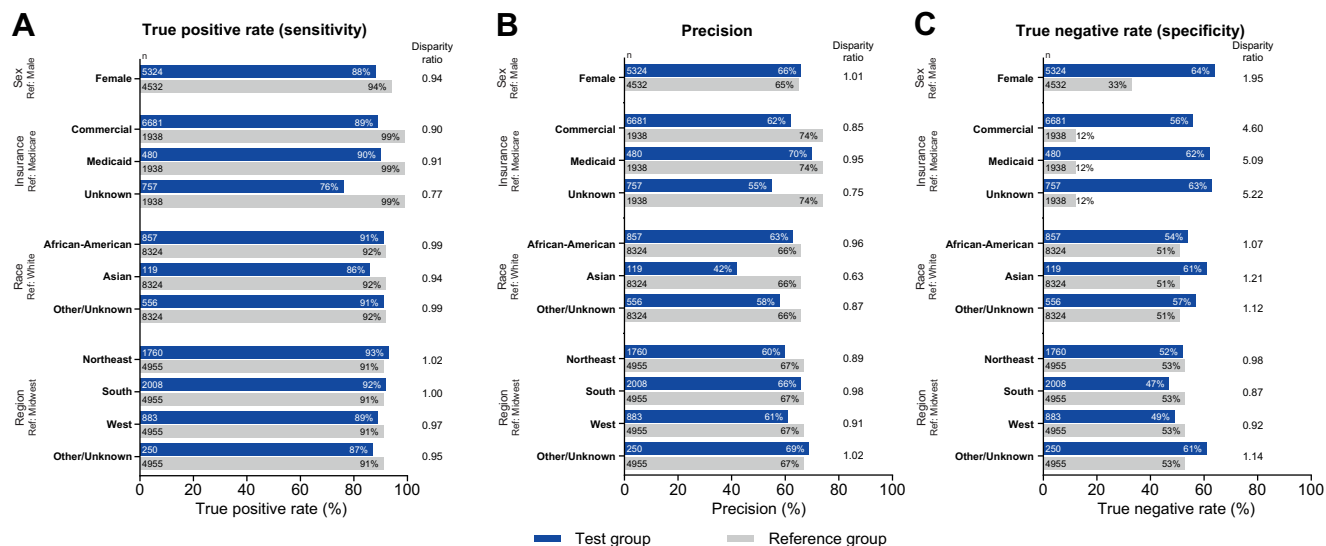 A
True positive rate (sensitivity)
n
Disparity
ratio
Sex
Ref: Male
Female
5324
88%
4532
94%
0.94
Insurance
Ref: Medicare
Commercial
6681
89%
1938
99%
0.90
Medicaid
480
90%
1938
99%
0.91
Unknown
757
76%
1938
99%
0.77
Race
Ref: White
African-American
857
91%
8324
92%
0.99
Asian
119
86%
8324
92%
0.94
Other/Unknown
556
91%
8324
92%
0.99
Region
Ref: Midwest
Northeast
1760
93%
4955
91%
1.02
South
2008
92%
4955
91%
1.00
West
883
89%
4955
91%
0.97
Other/Unknown
250
87%
4955
91%
0.95
0 20 40 60 80 100
True positive rate (%)
B
Precision
n
Disparity
ratio
Sex
Ref: Male
Female
5324
66%
4532
65%
1.01
Insurance
Ref: Medicare
Commercial
6681
62%
1938
74%
0.85
Medicaid
480
70%
1938
74%
0.95
Unknown
757
55%
1938
74%
0.75
Race
Ref: White
African-American
857
63%
8324
66%
0.96
Asian
119
42%
8324
66%
0.63
Other/Unknown
556
58%
8324
66%
0.87
Region
Ref: Midwest
Northeast
1760
60%
4955
67%
0.89
South
2008
66%
4955
67%
0.98
West
883
61%
4955
67%
0.91
Other/Unknown
250
69%
4955
67%
1.02
0 20 40 60 80 100
Precision (%)
C
True negative rate (specificity)
n
Disparity
ratio
Sex
Ref: Male
Female
5324
64%
4532
33%
1.95
Insurance
Ref: Medicare
Commercial
6681
56%
1938
12%
4.60
Medicaid
480
62%
1938
12%
5.09
Unknown
757
63%
1938
12%
5.22
Race
Ref: White
African-American
857
54%
8324
51%
1.07
Asian
119
61%
8324
51%
1.21
Other/Unknown
556
57%
8324
51%
1.12
Region
Ref: Midwest
Northeast
1760
52%
4955
53%
0.98
South
2008
47%
4955
53%
0.87
West
883
49%
4955
53%
0.92
Other/Unknown
250
61%
4955
53%
1.14
0 20 40 60 80 100
True negative rate (%)
Test group
Reference group